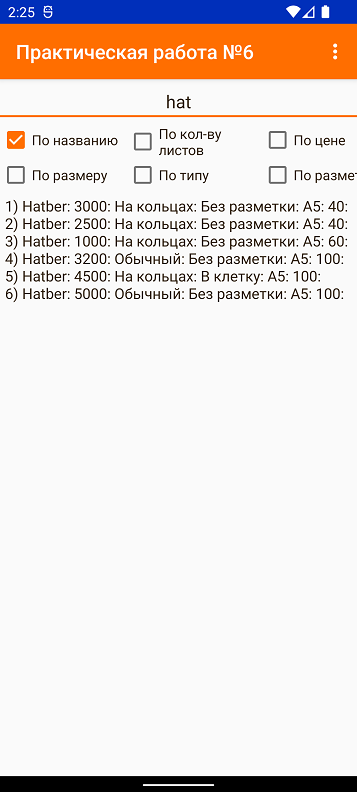 2:25
Практическая работа №6
hat
По названию
По кол-ву
листов
По цене
По размеру
По типу
По размет
1) Hatber: 3000: На кольцах: Без разметки: А5: 40:
2) Hatber: 2500: На кольцах: Без разметки: А5: 40:
3) Hatber: 1000: На кольцах: Без разметки: А5: 60:
4) Hatber: 3200: Обычный: Без разметки: А5: 100:
5) Hatber: 4500: На кольцах: В клетку: А5: 100:
6) Hatber: 5000: Обычный: Без разметки: А5: 100: